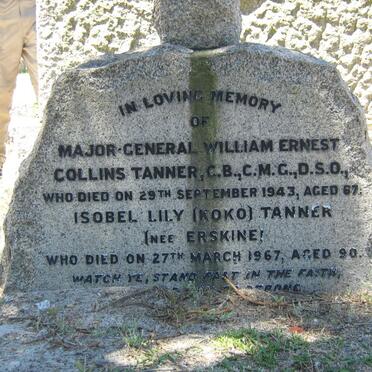 IN LOVING MEMORY
OF
MAJOR-GENERAL WILLIAM ERNEST
COLLINS TANNER, C.B., C.M.G., D.S.O.,
WHO DIED ON 29TH SEPTEMBER 1943, AGED 67.
ISOBEL LILY (KOKO) TANNER
(NEE ERSKINE)
WHO DIED ON 27TH MARCH 1967, AGED 90.
WATCH YE, STAND FAST IN THE FAITH,
STRONG.